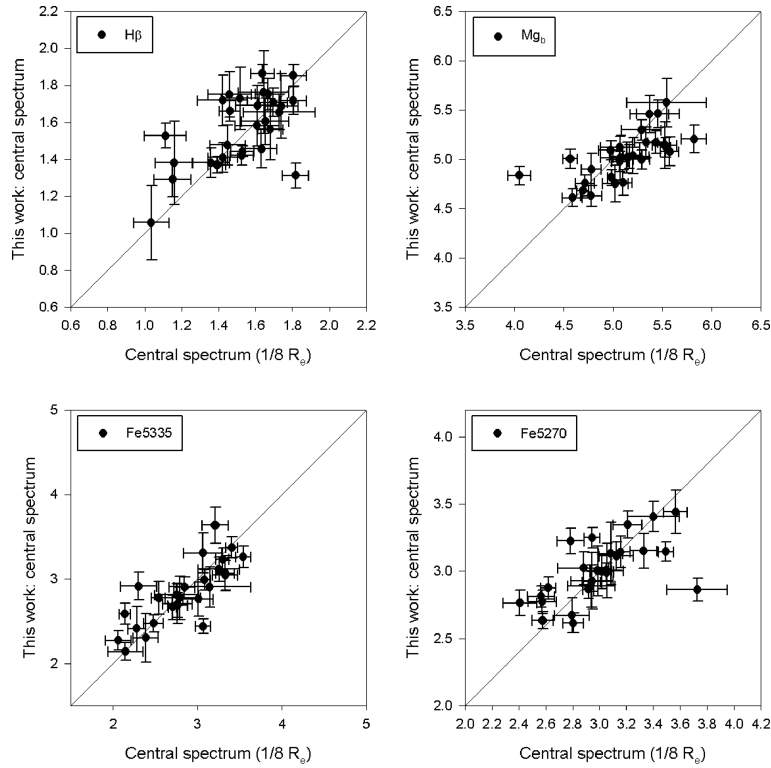 Hβ
This work: central spectrum
2.2
2.0
1.8
1.6
1.4
1.2
1.0
0.8
0.6
0.6 0.8 1.0 1.2 1.4 1.6 1.8 2.0 2.2
Central spectrum (1/8 Re)
Mgb
This work: central spectrum
6.5
6.0
5.5
5.0
4.5
4.0
3.5
3.5 4.0 4.5 5.0 5.5 6.0 6.5
Central spectrum (1/8 Re)
Fe5335
This work: central spectrum
5
4
3
2
2 3 4 5
Central spectrum (1/8 Re)
Fe5270
This work: central spectrum
4.0
3.5
3.0
2.5
2.0
2.0 2.2 2.4 2.6 2.8 3.0 3.2 3.4 3.6 3.8 4.0 4.2
Central spectrum (1/8 Re)